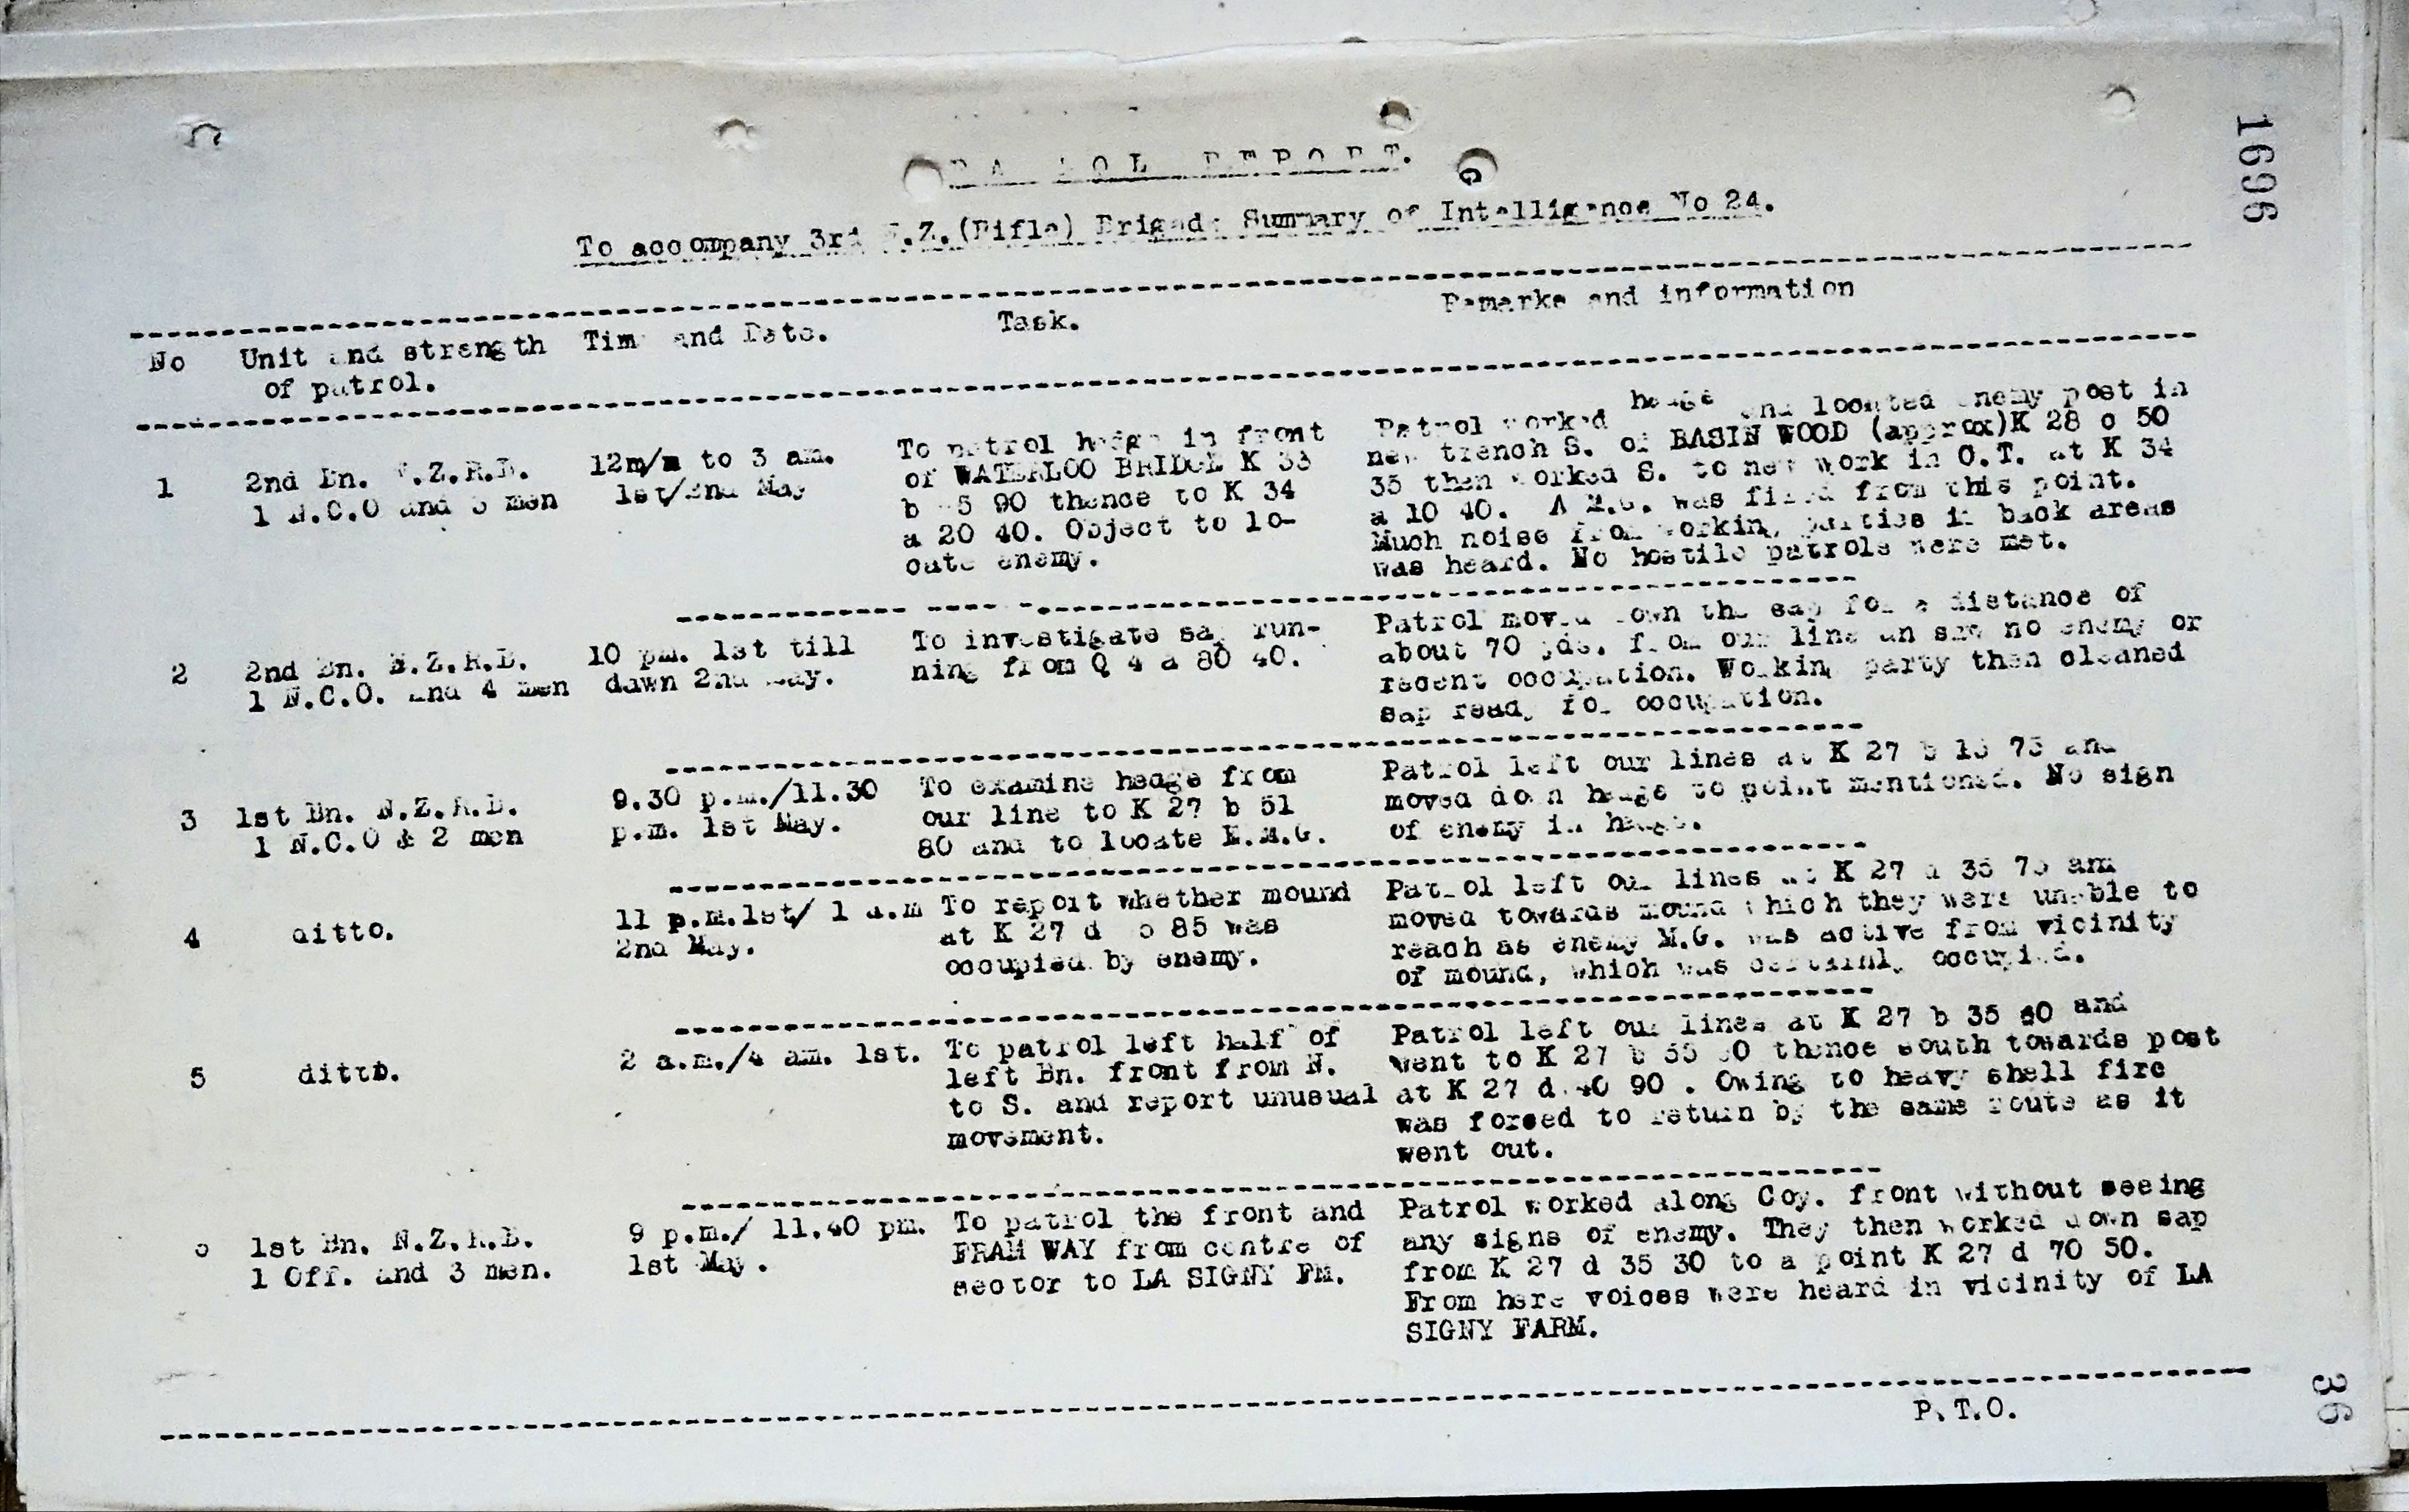 PATROL REPORT.
To accompany 3rd N.Z.(Rifle) Brigade Summary of Intelligence No 24.
No Unit and strength Time and Date. Task. Remarks and information
of patrol.
1 2nd Bn. N.Z.R.B. 12m/n to 3 am. To patrol hedge in front Patrol worked hedge and located enemy post in
1 N.C.O and men 1st/2nd May of WATERLOO BRIDGE K 33 new trench S. of BASIN WOOD (approx)K 28 c 50
b 5 90 thence to K 34 35 then worked S. to new work in O.T. at K 34
a 20 40. Object to lo- a 10 40. A M.G. was fired from this point.
cate enemy. Much noise from working parties in back areas
was heard. No hostile patrols were met.
2 2nd Bn. N.Z.R.B. 10 pm. 1st till To investigate sap run- Patrol moved down the sap for a distance of
1 N.C.O. and 4 men dawn 2nd May. ning from Q 4 a 80 40. about 70 yds. from our line an saw no enemy or
recent occupation. Working party then cleaned
sap ready for occupation.
3 1st Bn. N.Z.R.B. 9.30 p.m./11.30 To examine hedge from Patrol left our lines at K 27 b 75 and
1 N.C.O & 2 men p.m. 1st May. our line to K 27 b 51 moved down hedge to point mentioned. No sign
80 and to locate E.M.G. of enemy in hedge.
4 ditto. 11 p.m.1st/ 1 a.m To report whether mound Patrol left our lines at K 27 35 am
2nd May. at K 27 d 85 was moved towards mound which they were unable to
occupied by enemy. reach as enemy M.G. was active from vicinity
of mound, which was certainly occupied.
5 ditto. 2 a.m./4 am. 1st. To patrol left half of Patrol left our lines at K 27 b 35 and
left Bn. front from N. went to K 27 b thence south towards post
to S. and report unusual at K 27 d 40 90 . Owing to heavy shell fire
movement. was forced to return by the same route as it
went out.
1st Bn. N.Z.R.B. 9 p.m./ 11.40 pm. To patrol the front and Patrol worked along Coy. front without seeing
1 Off. and 3 men. 1st May. FRAM WAY from centre of any signs of enemy. They then worked down sap
sector to LA SIGNY FM. from K 27 d 35 30 to a point K 27 d 70 50.
From here voices were heard in vicinity of LA
SIGNY FARM.
P.T.O.
1696
36